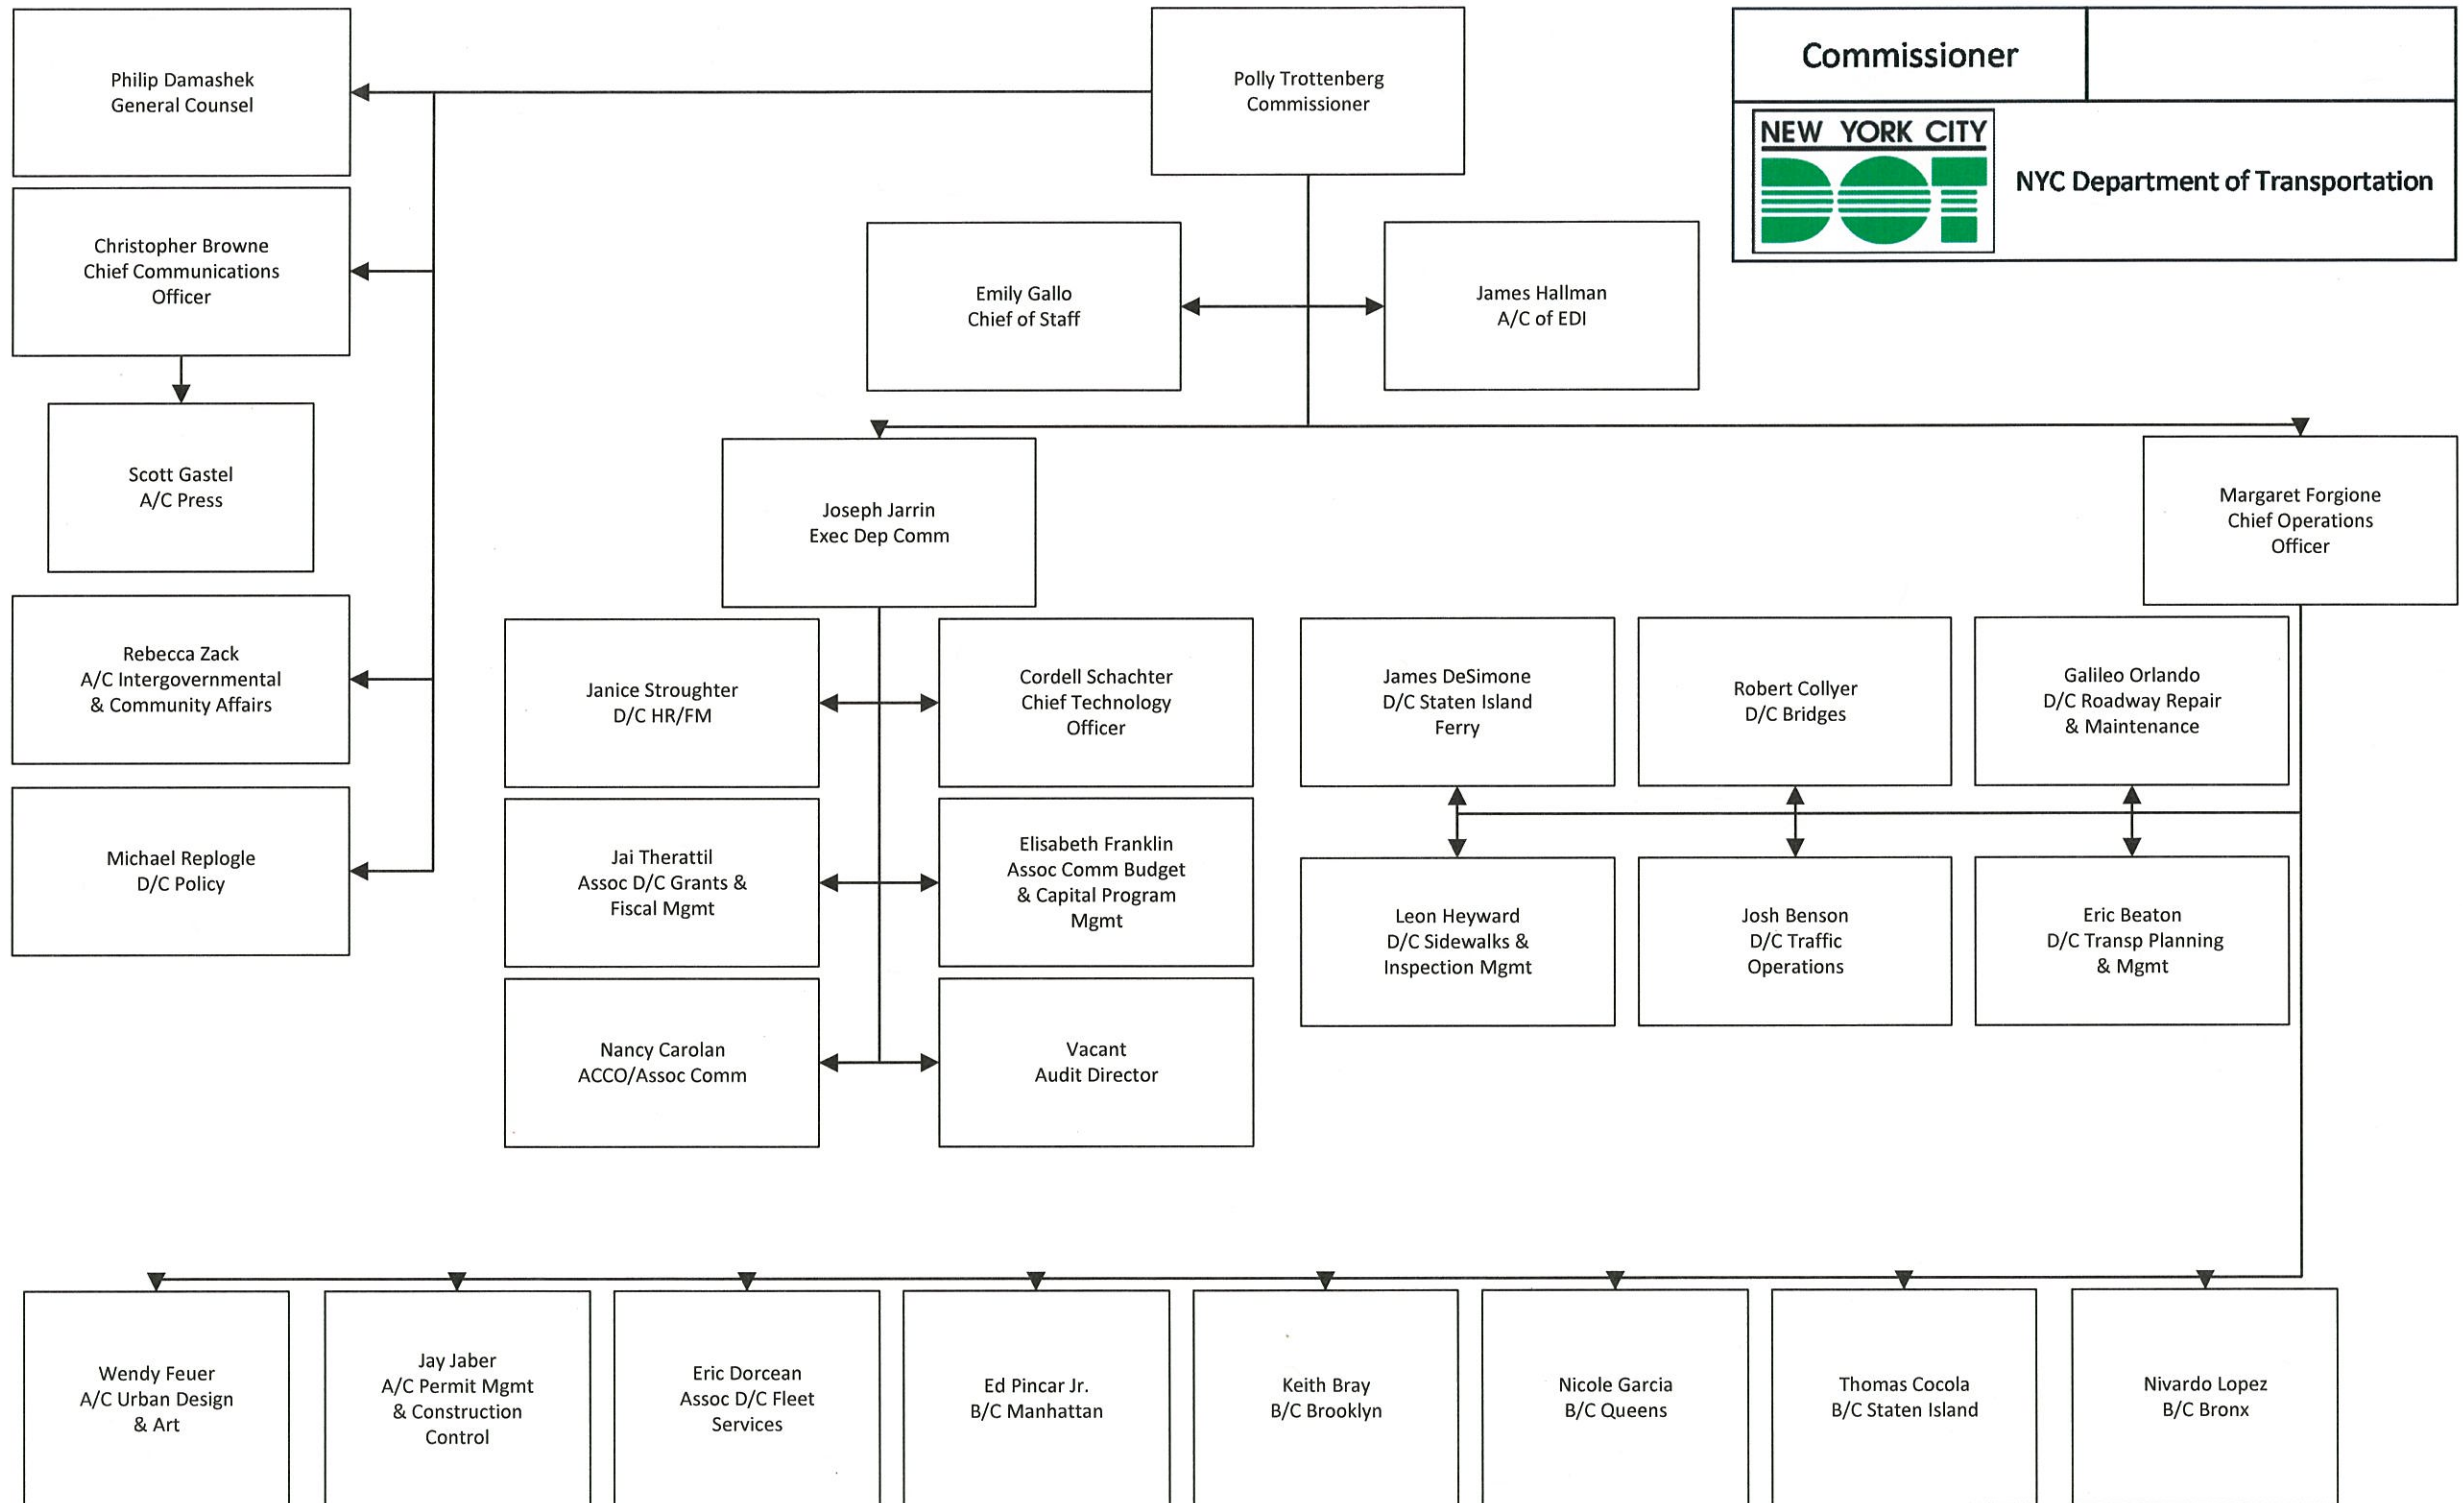 Philip Damashek
General Counsel
Polly Trottenberg
Commissioner
Commissioner
NEW YORK CITY
DOT
NYC Department of Transportation
Christopher Browne
Chief Communications
Officer
Emily Gallo
Chief of Staff
James Hallman
A/C of EDI
Scott Gastel
A/C Press
Joseph Jarrin
Exec Dep Comm
Margaret Forgione
Chief Operations
Officer
Rebecca Zack
A/C Intergovernmental
& Community Affairs
Janice Stroughter
D/C HR/FM
Cordell Schachter
Chief Technology
Officer
James DeSimone
D/C Staten Island
Ferry
Robert Collyer
D/C Bridges
Galileo Orlando
D/C Roadway Repair
& Maintenance
Michael Replogle
D/C Policy
Jai Therattil
Assoc D/C Grants &
Fiscal Mgmt
Elisabeth Franklin
Assoc Comm Budget
& Capital Program
Mgmt
Leon Heyward
D/C Sidewalks &
Inspection Mgmt
Josh Benson
D/C Traffic
Operations
Eric Beaton
D/C Transp Planning
& Mgmt
Nancy Carolan
ACCO/Assoc Comm
Vacant
Audit Director
Wendy Feuer
A/C Urban Design
& Art
Jay Jaber
A/C Permit Mgmt
& Construction
Control
Eric Dorcean
Assoc D/C Fleet
Services
Ed Pincar Jr.
B/C Manhattan
Keith Bray
B/C Brooklyn
Nicole Garcia
B/C Queens
Thomas Cocola
B/C Staten Island
Nivardo Lopez
B/C Bronx